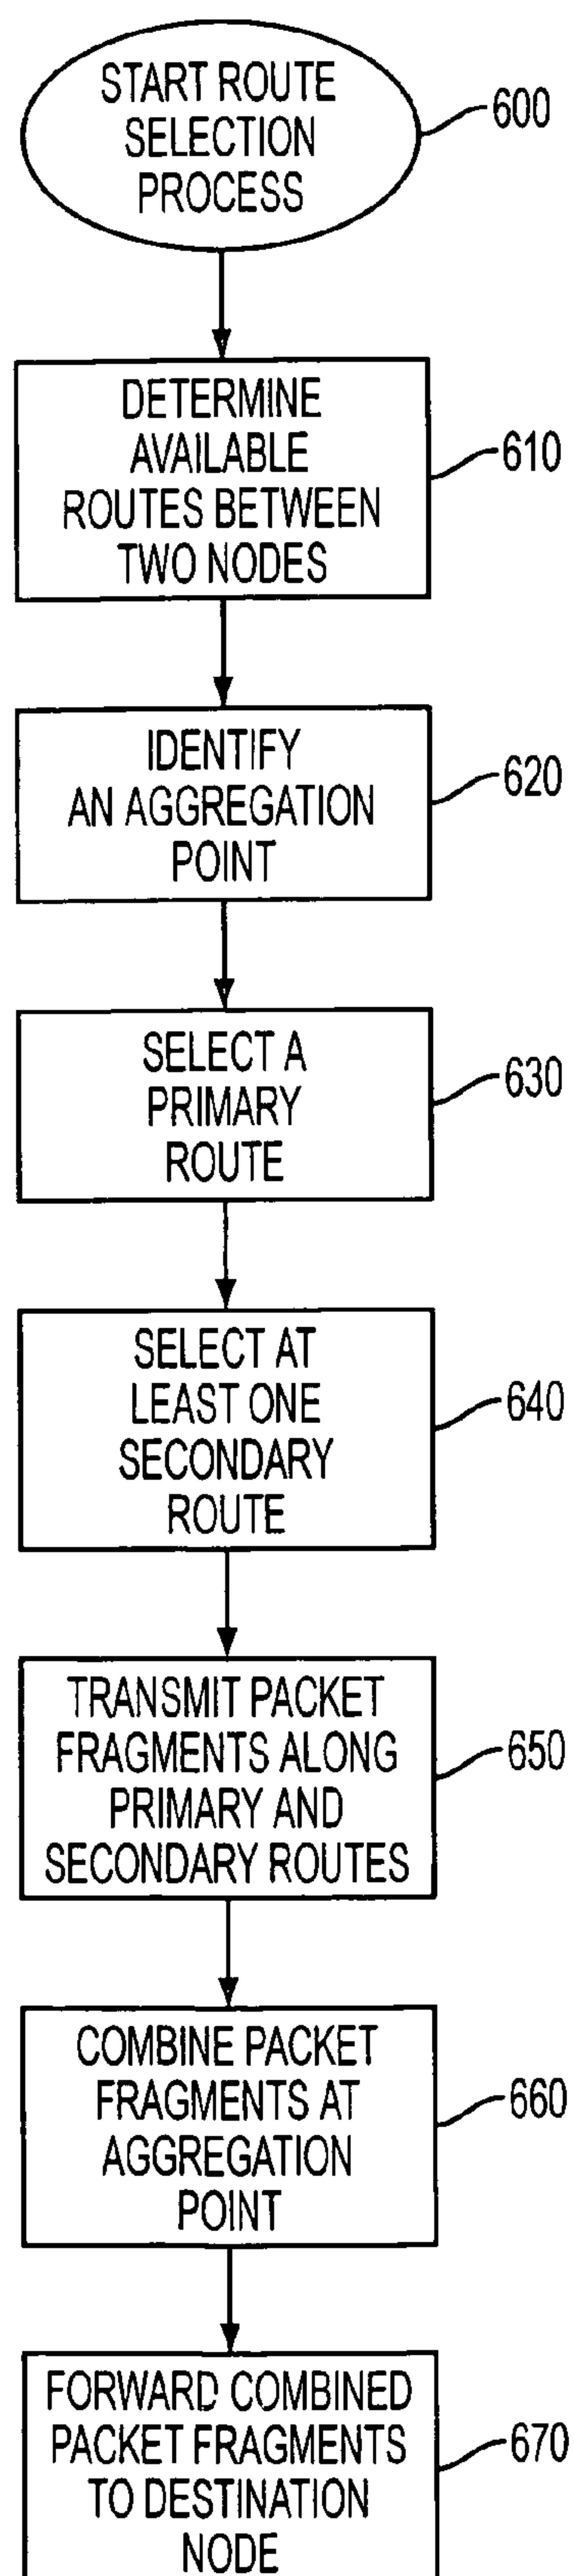 START ROUTE
SELECTION
PROCESS
600
DETERMINE
AVAILABLE
ROUTES BETWEEN
TWO NODES
610
IDENTIFY
AN AGGREGATION
POINT
620
SELECT A
PRIMARY
ROUTE
630
SELECT AT
LEAST ONE
SECONDARY
ROUTE
640
TRANSMIT PACKET
FRAGMENTS ALONG
PRIMARY AND
SECONDARY ROUTES
650
COMBINE PACKET
FRAGMENTS AT
AGGREGATION
POINT
660
FORWARD COMBINED
PACKET FRAGMENTS
TO DESTINATION
NODE
670